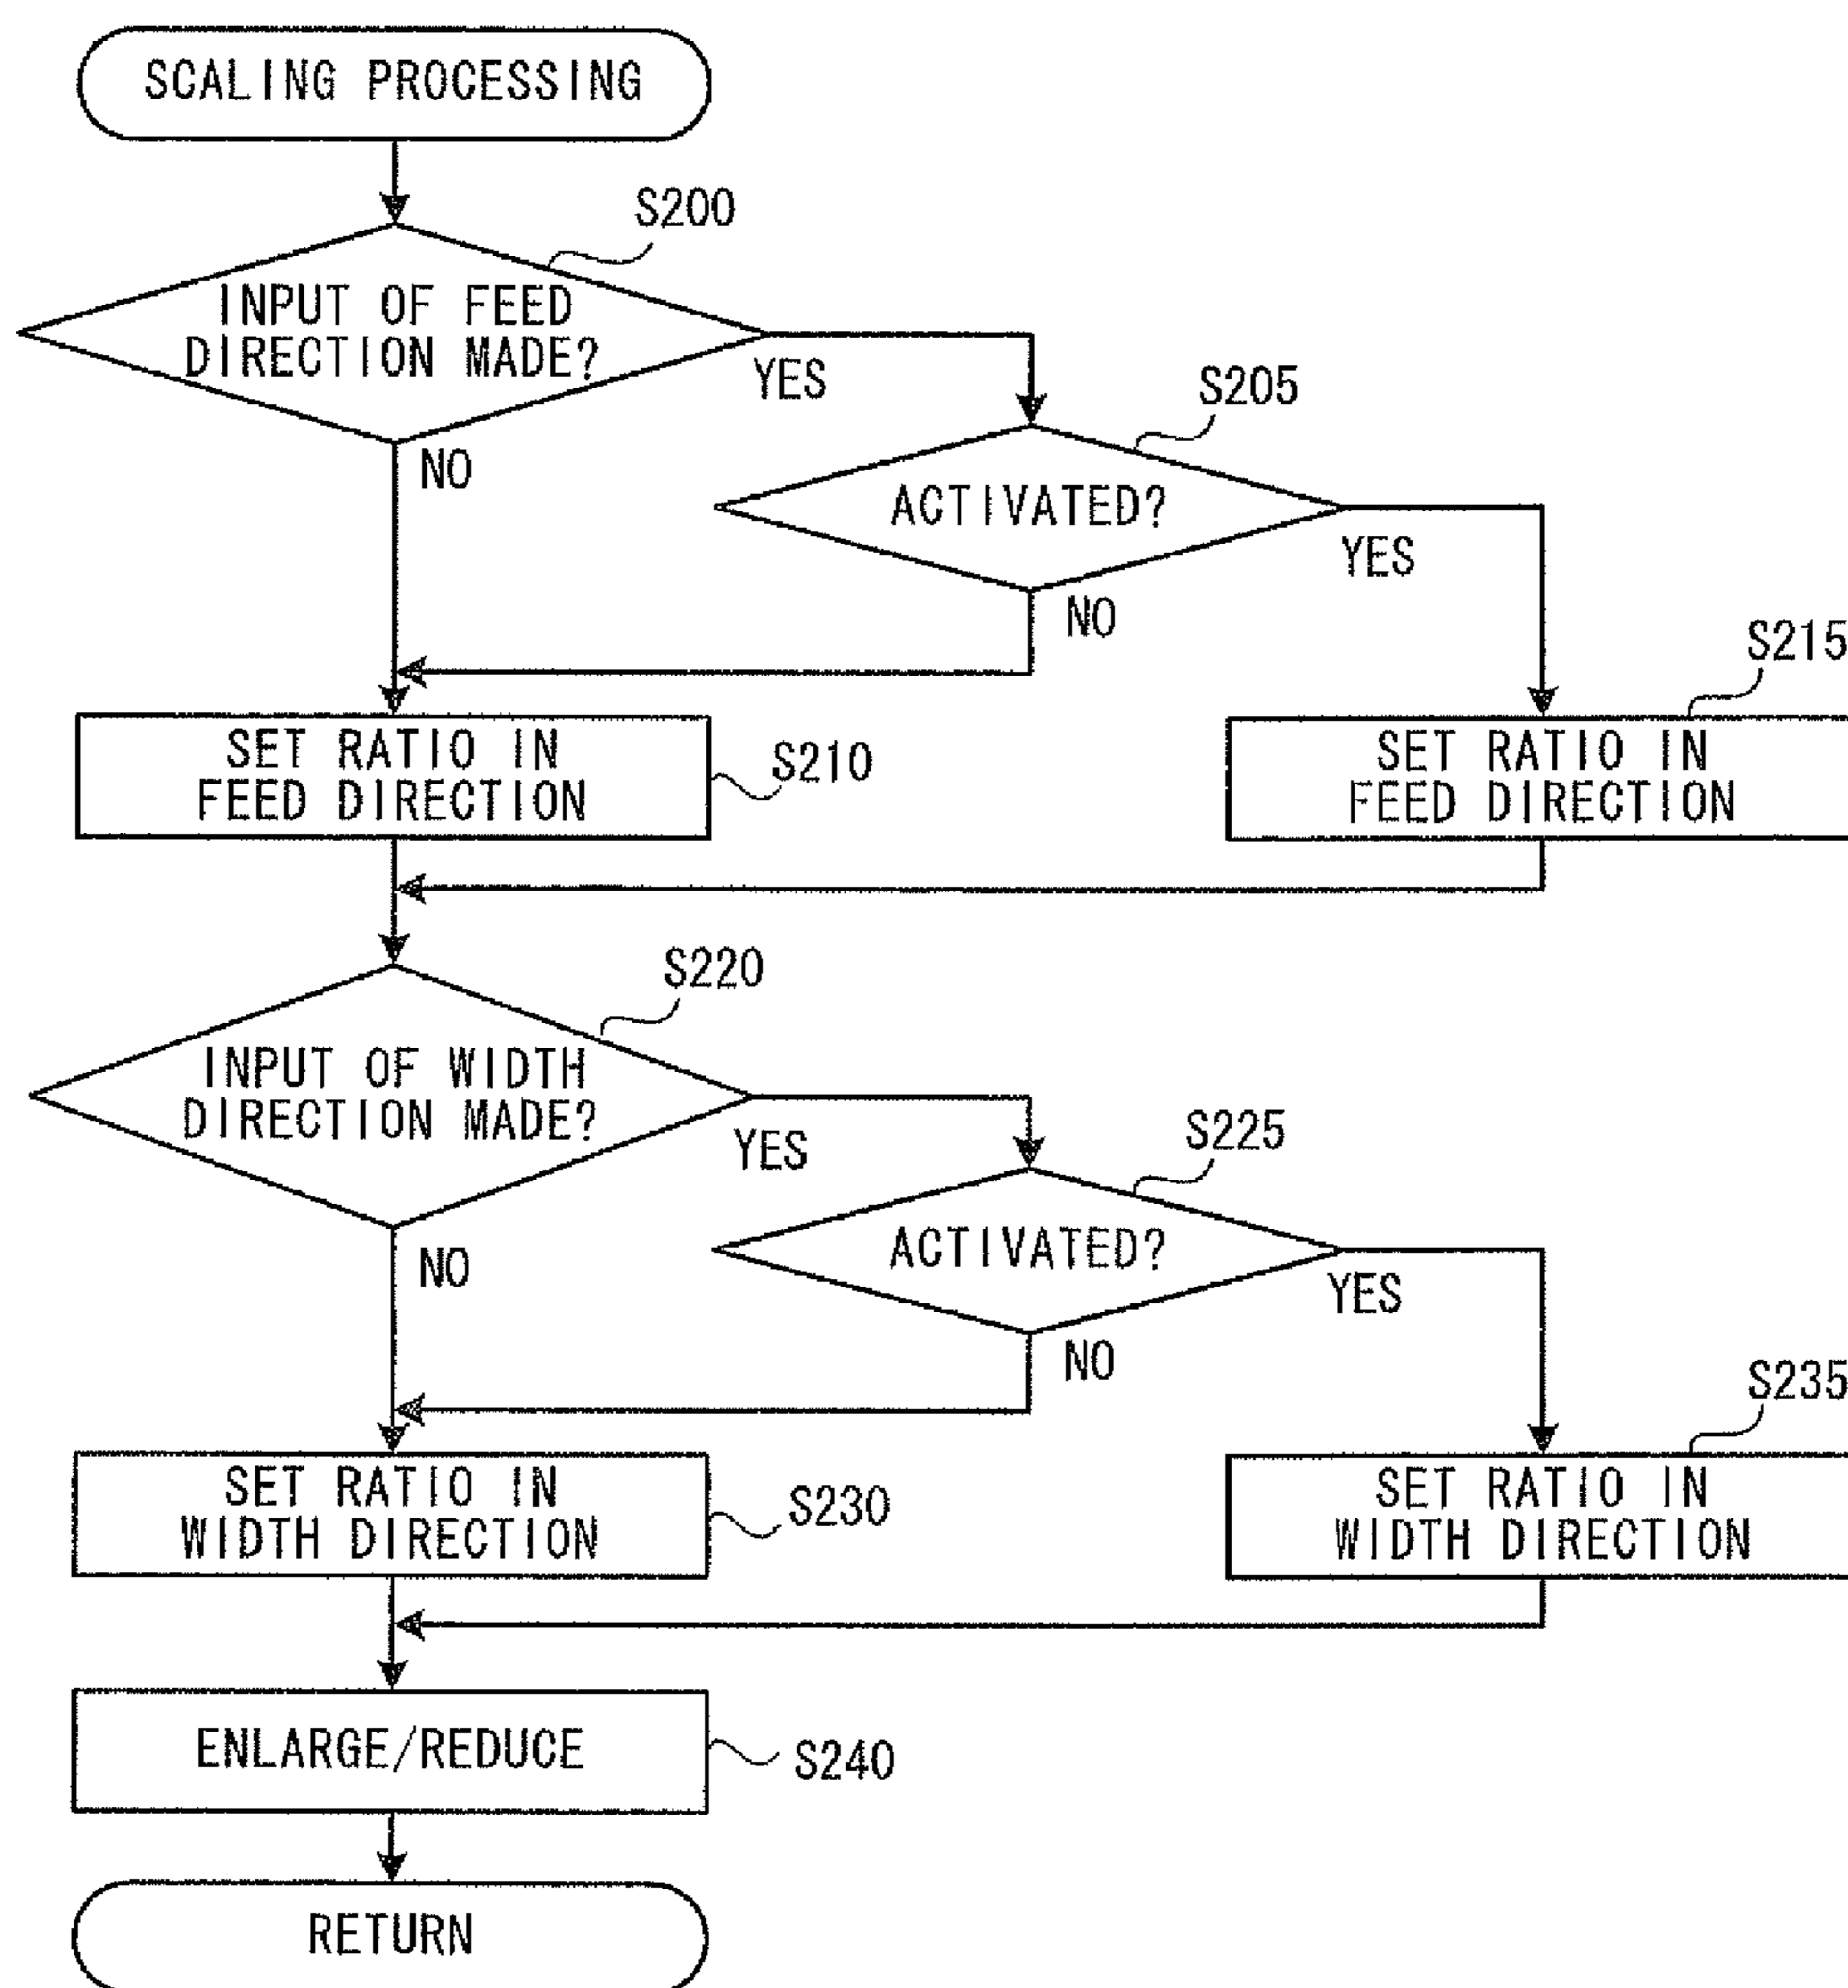 SCALING PROCESSING
S200
INPUT OF FEED
DIRECTION MADE?
YES
NO
S205
ACTIVATED?
YES
NO
SET RATIO IN
FEED DIRECTION
S210
S215
SET RATIO IN
FEED DIRECTION
S220
INPUT OF WIDTH
DIRECTION MADE?
YES
NO
S225
ACTIVATED?
YES
NO
SET RATIO IN
WIDTH DIRECTION
S230
S235
SET RATIO IN
WIDTH DIRECTION
ENLARGE/REDUCE
S240
RETURN